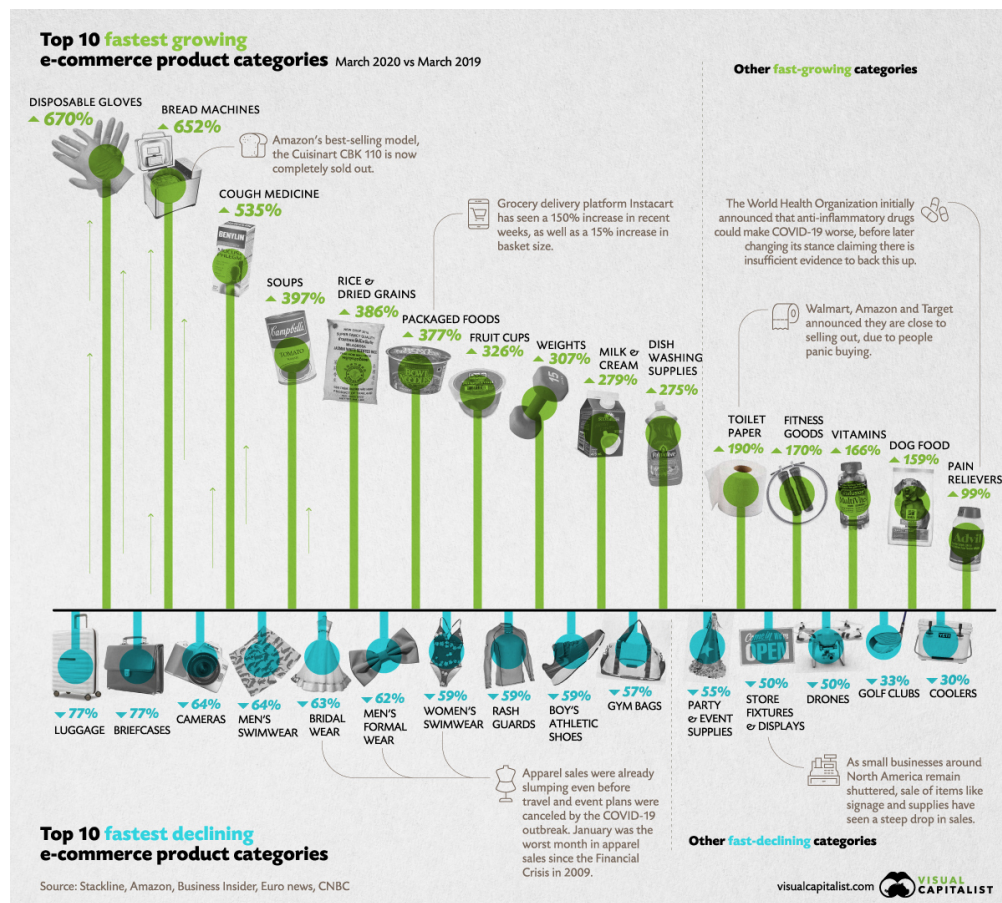 Top 10 fastest growing
e-commerce product categories March 2020 vs March 2019
Other fast-growing categories
DISPOSABLE GLOVES
670%
BREAD MACHINES
652%
Amazon's best-selling model,
the Cuisinart CBK 110 is now
completely sold out.
COUGH MEDICINE
535%
BENYLIN
Grocery delivery platform Instacart
has seen a 150% increase in recent
weeks, as well as a 15% increase in
basket size.
The World Health Organization initially
announced that anti-inflammatory drugs
could make COVID-19 worse, before later
changing its stance claiming there is
insufficient evidence to back this up.
SOUPS
397%
Campbell's
TOMATO
RICE &
DRIED GRAINS
386%
PACKAGED FOODS
377%
BOWL
NOODLES
FRUIT CUPS
326%
WEIGHTS
307%
15
MILK &
CREAM
279%
DISH
WASHING
SUPPLIES
275%
Walmart, Amazon and Target
announced they are close to
selling out, due to people
panic buying.
TOILET
PAPER
190%
FITNESS
GOODS
170%
VITAMINS
166%
DOG FOOD
159%
PAIN
RELIEVERS
99%
Advil
77%
LUGGAGE
77%
BRIEFCASES
64%
CAMERAS
64%
MEN'S
SWIMWEAR
63%
BRIDAL
WEAR
62%
MEN'S
FORMAL
WEAR
59%
WOMEN'S
SWIMWEAR
59%
RASH
GUARDS
59%
BOY'S
ATHLETIC
SHOES
57%
GYM BAGS
55%
PARTY
& EVENT
SUPPLIES
OPEN
50%
STORE
FIXTURES
& DISPLAYS
50%
DRONES
33%
GOLF CLUBS
30%
COOLERS
Apparel sales were already
slumping even before
travel and event plans were
canceled by the COVID-19
outbreak. January was the
worst month in apparel
sales since the Financial
Crisis in 2009.
As small businesses around
North America remain
shuttered, sale of items like
signage and supplies have
seen a steep drop in sales.
Top 10 fastest declining
e-commerce product categories
Other fast-declining categories
Source: Stackline, Amazon, Business Insider, Euro news, CNBC
visualcapitalist.com
VISUAL
CAPITALIST